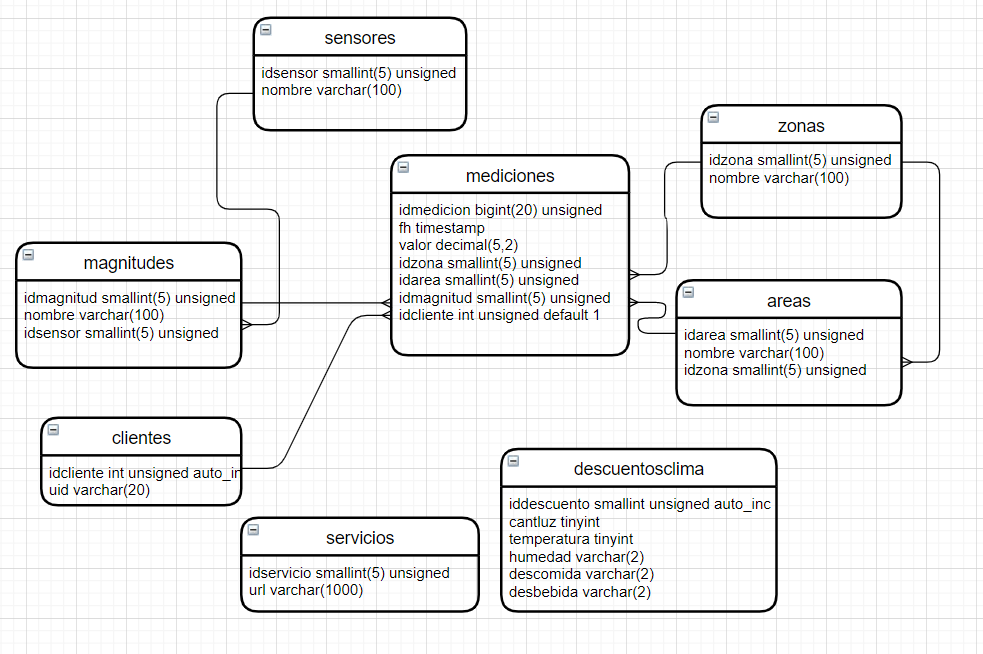 sensores
idsensor smallint(5) unsigned
nombre varchar(100)
zonas
idzona smallint(5) unsigned
nombre varchar(100)
mediciones
idmedicion bigint(20) unsigned
fh timestamp
valor decimal(5,2)
idzona smallint(5) unsigned
idarea smallint(5) unsigned
idmagnitud smallint(5) unsigned
idcliente int unsigned default 1
magnitudes
idmagnitud smallint(5) unsigned
nombre varchar(100)
idsensor smallint(5) unsigned
areas
idarea smallint(5) unsigned
nombre varchar(100)
idzona smallint(5) unsigned
clientes
idcliente int unsigned auto_in
uid varchar(20)
descuentosclima
iddescuento smallint unsigned auto_inc
cantluz tinyint
temperatura tinyint
humedad varchar(2)
descomida varchar(2)
desbebida varchar(2)
servicios
idservicio smallint(5) unsigned
url varchar(1000)